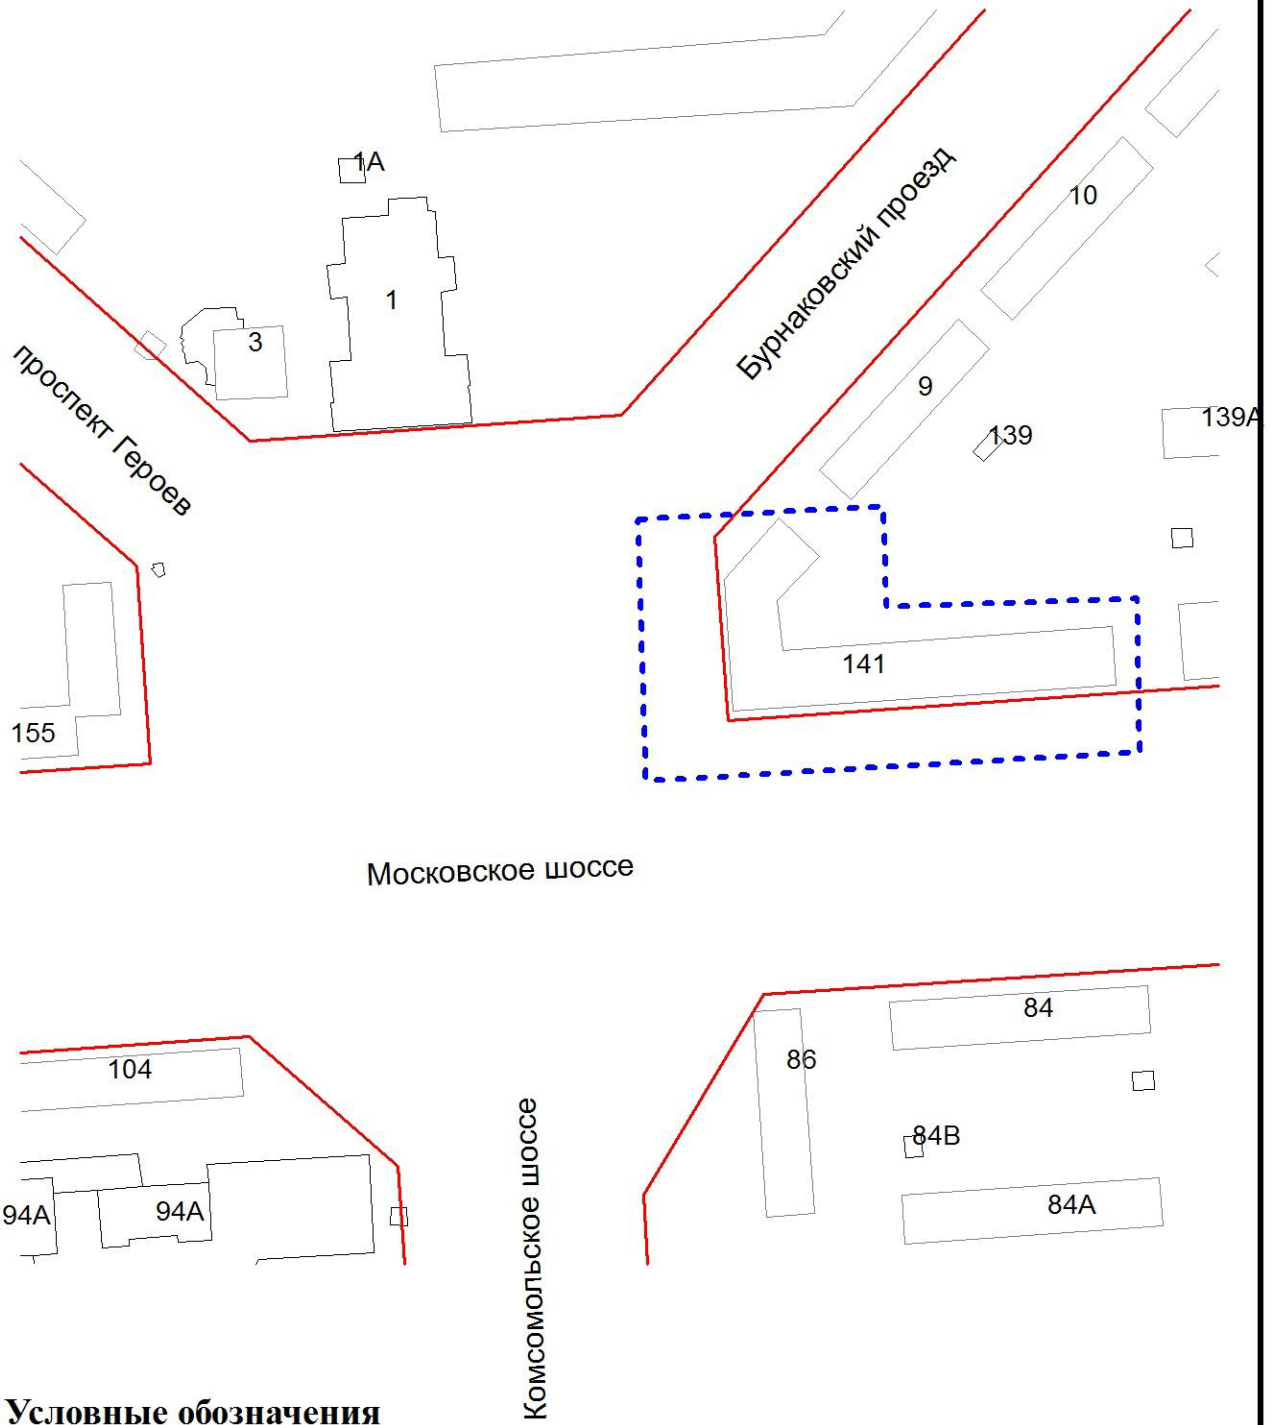 1А
10
Бурнаковский проезд
1
3
проспект Героев
9
139
139А
141
155
Московское шоссе
84
86
104
84В
94А
94А
84А
Комсомольское шоссе
Условные обозначения